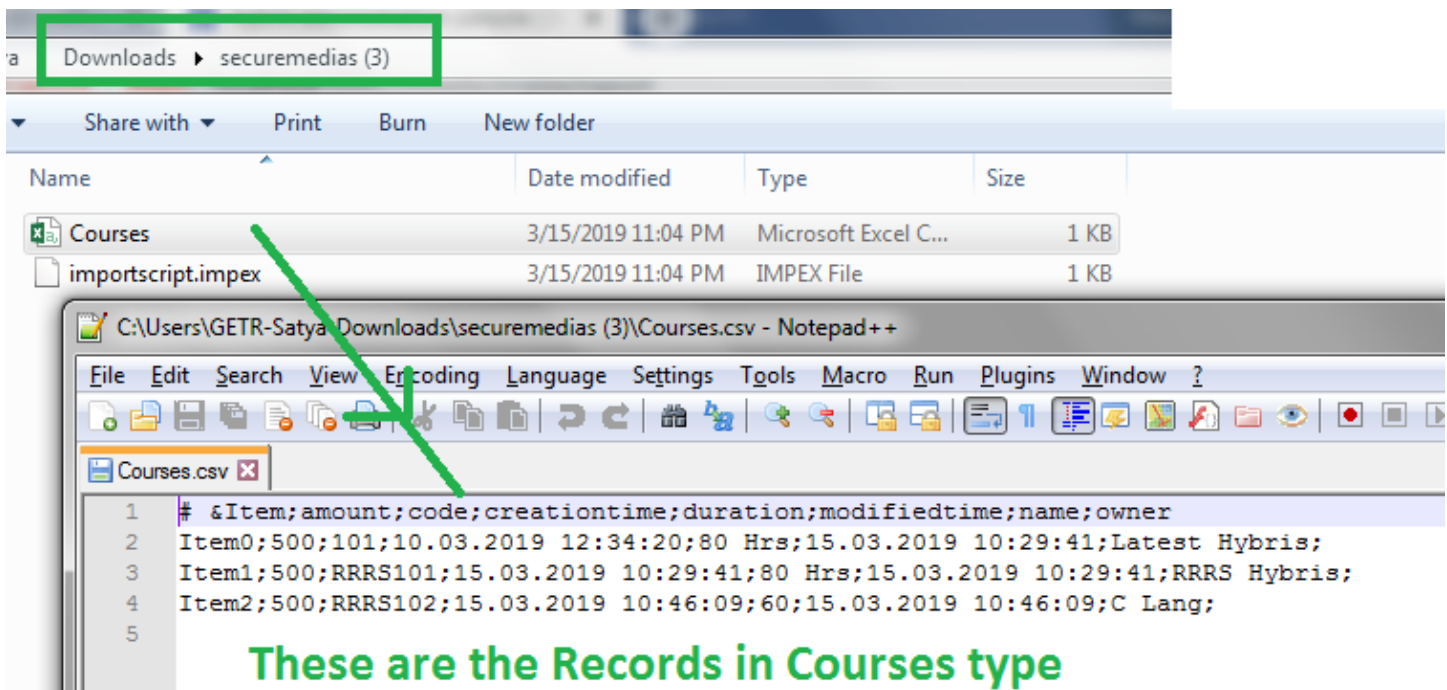 a Downloads ▸ securemedias (3)
Share with Print Burn New folder
Name Date modified Type Size
Courses 3/15/2019 11:04 PM Microsoft Excel C... 1 KB
importscript.impex 3/15/2019 11:04 PM IMPEX File 1 KB
C:\Users\GETR-Satya\Downloads\securemedias (3)\Courses.csv - Notepad++
File Edit Search View Encoding Language Settings Tools Macro Run Plugins Window ?
Courses.csv
1 # &Item;amount;code;creationtime;duration;modifiedtime;name;owner
2 Item0;500;101;10.03.2019 12:34:20;80 Hrs;15.03.2019 10:29:41;Latest Hybris;
3 Item1;500;RRRS101;15.03.2019 10:29:41;80 Hrs;15.03.2019 10:29:41;RRRS Hybris;
4 Item2;500;RRRS102;15.03.2019 10:46:09;60;15.03.2019 10:46:09;C Lang;
5
These are the Records in Courses type